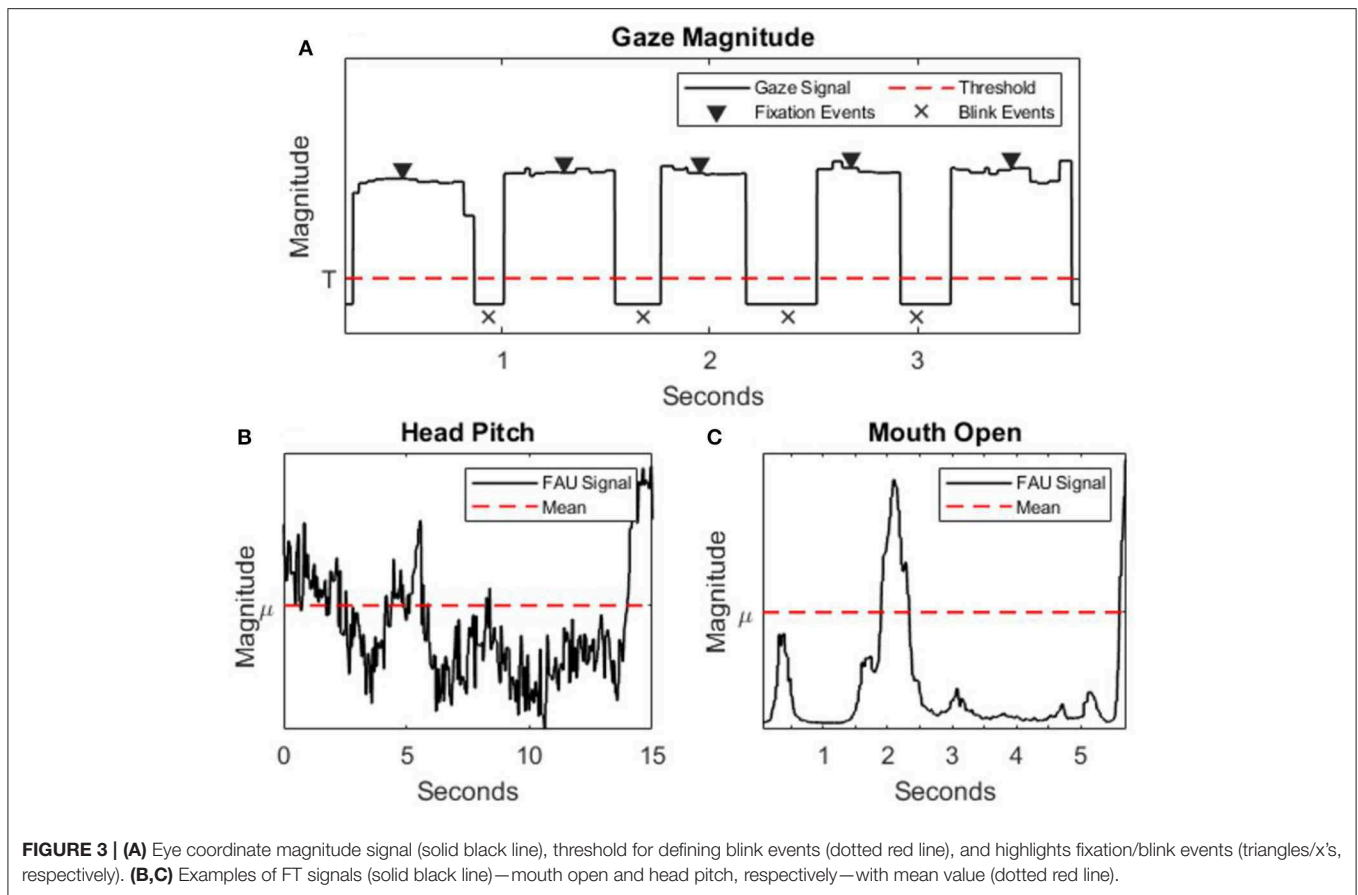 A
Gaze Magnitude
Gaze Signal
Threshold
Fixation Events
Blink Events
Magnitude
T
1 2 3
Seconds
B
Head Pitch
FAU Signal
Mean
Magnitude
μ
0 5 10 15
Seconds
C
Mouth Open
FAU Signal
Mean
Magnitude
μ
1 2 3 4 5
Seconds
FIGURE 3 | (A) Eye coordinate magnitude signal (solid black line), threshold for defining blink events (dotted red line), and highlights fixation/blink events (triangles/x's,
respectively). (B,C) Examples of FT signals (solid black line)—mouth open and head pitch, respectively—with mean value (dotted red line).